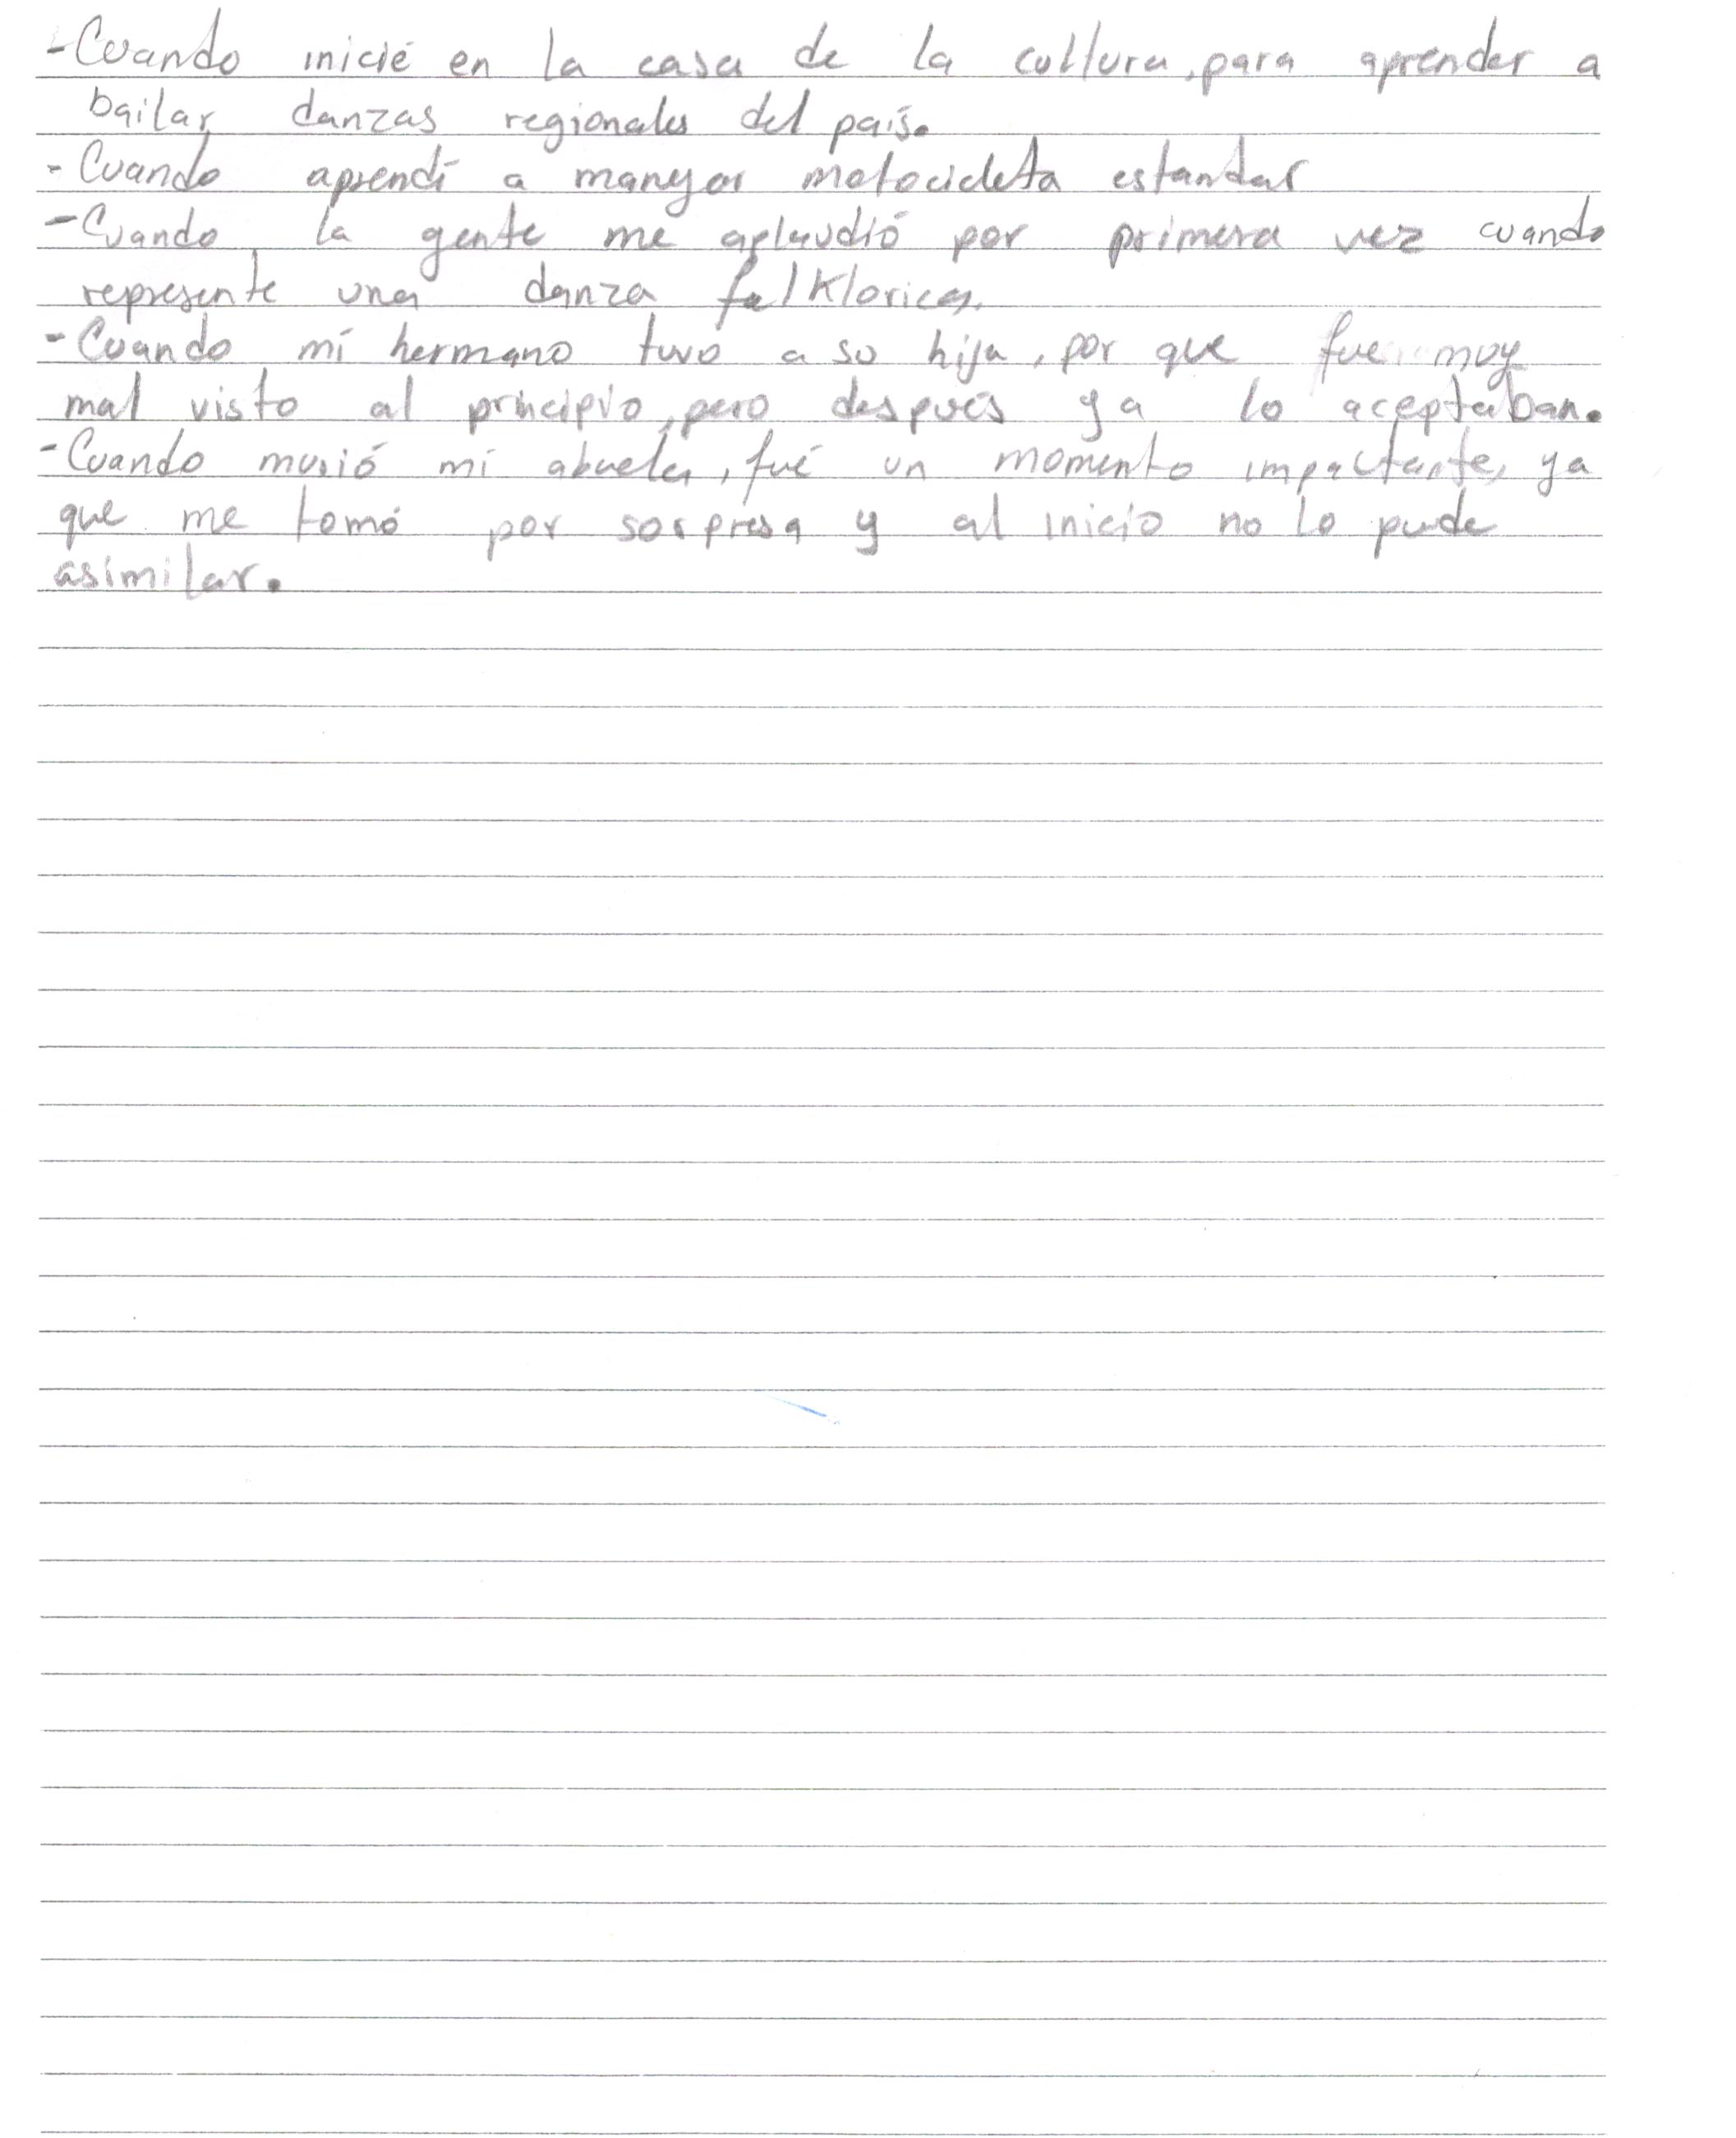 - Cuando inicié en la casa de la cultura, para aprender a
bailar danzas regionales del país.
- Cuando aprendí a manejar motocicleta estandar
- Cuando la gente me aplaudió por primera vez cuando
represente una danza folklorica.
- Cuando mi hermano tuvo a su hija, por que fue muy
mal visto al principio, pero después ya lo aceptaban.
- Cuando murió mi abuela, fué un momento impactante, ya
que me tomó por sorpresa y al inicio no lo pude
asimilar.